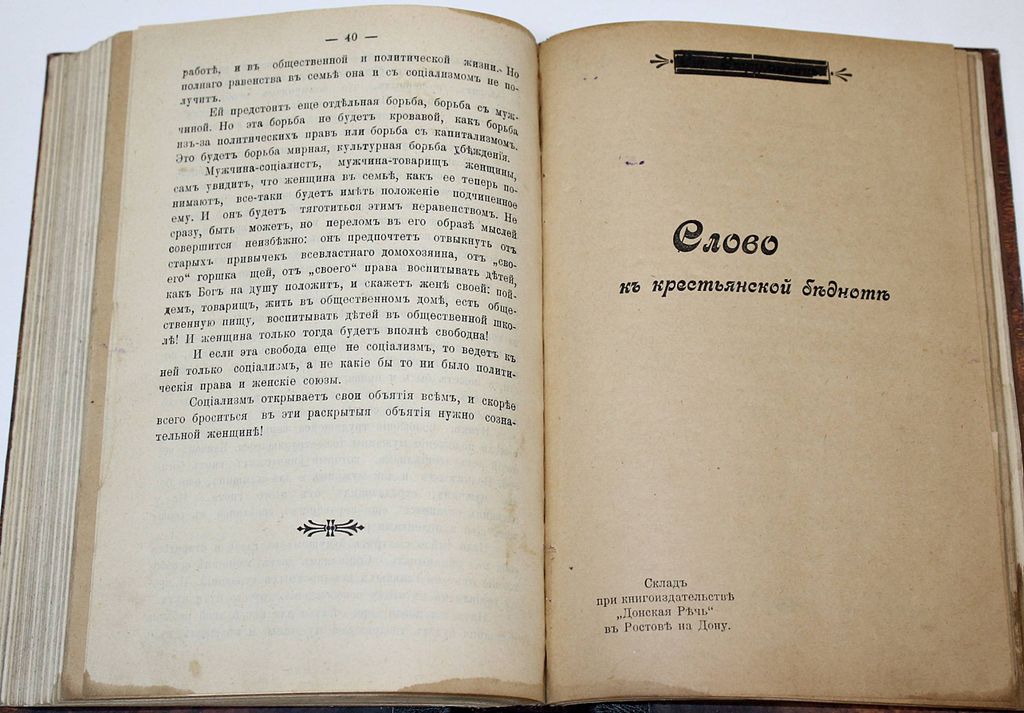 — 40 —
работѣ, и въ общественной и политической жизни. Но
полнаго равенства въ семьѣ она и съ соціализмомъ не по-
лучитъ.
Ей предстоитъ еще отдѣльная борьба, борьба съ муж-
чиной. Но эта борьба не будетъ кровавой, какъ борьба
изъ-за политическихъ правъ или борьба съ капитализмомъ.
Это будетъ борьба мирная, культурная борьба убѣжденія.
Мужчина-соціалистъ, мужчина-товарищъ женщины,
самъ увидитъ, что женщина въ семьѣ, какъ ее теперь по-
нимаютъ, все-таки будетъ имѣть положеніе подчиненное
ему. И онъ будетъ тяготиться этимъ неравенствомъ. Не
сразу, быть можетъ, но переломъ въ его образѣ мыслей
совершится неизбѣжно: онъ предпочтетъ отвыкнуть отъ
старыхъ привычекъ всевластнаго домохозяина, отъ „сво-
его“ горшка щей, отъ „своего“ права воспитывать дѣтей,
какъ Богъ на душу положитъ, и скажетъ женѣ своей: пой-
демъ, товарищъ, жить въ общественномъ домѣ, есть обще-
ственную пищу, воспитывать дѣтей въ общественной шко-
лѣ! И женщина только тогда будетъ вполнѣ свободна!
И если эта свобода еще не соціализмъ, то ведетъ къ
ней только соціализмъ, а не какіе бы то ни было полити-
ческія права и женскіе союзы.
Соціализмъ открываетъ свои объятія всѣмъ, и скорѣе
всего броситься въ эти раскрытыя объятія нужно созна-
тельной женщинѣ!
Слово
къ крестьянской бѣднотѣ
Складъ
при книгоиздательствѣ
„Донская Рѣчь“
въ Ростовѣ на Дону.